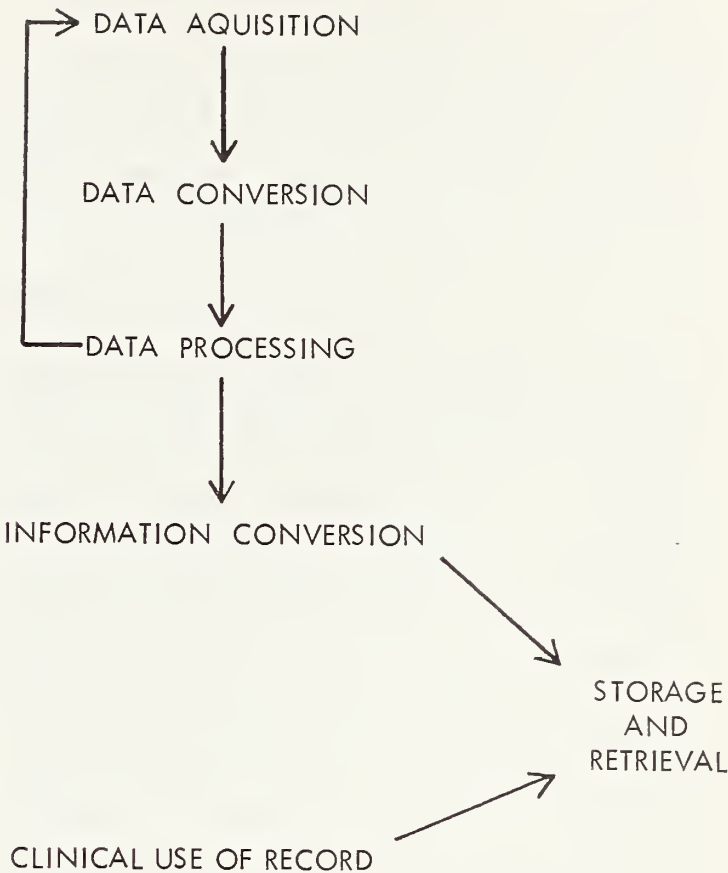 DATA AQUISITION
DATA CONVERSION
DATA PROCESSING
INFORMATION CONVERSION
STORAGE
AND
RETRIEVAL
CLINICAL USE OF RECORD